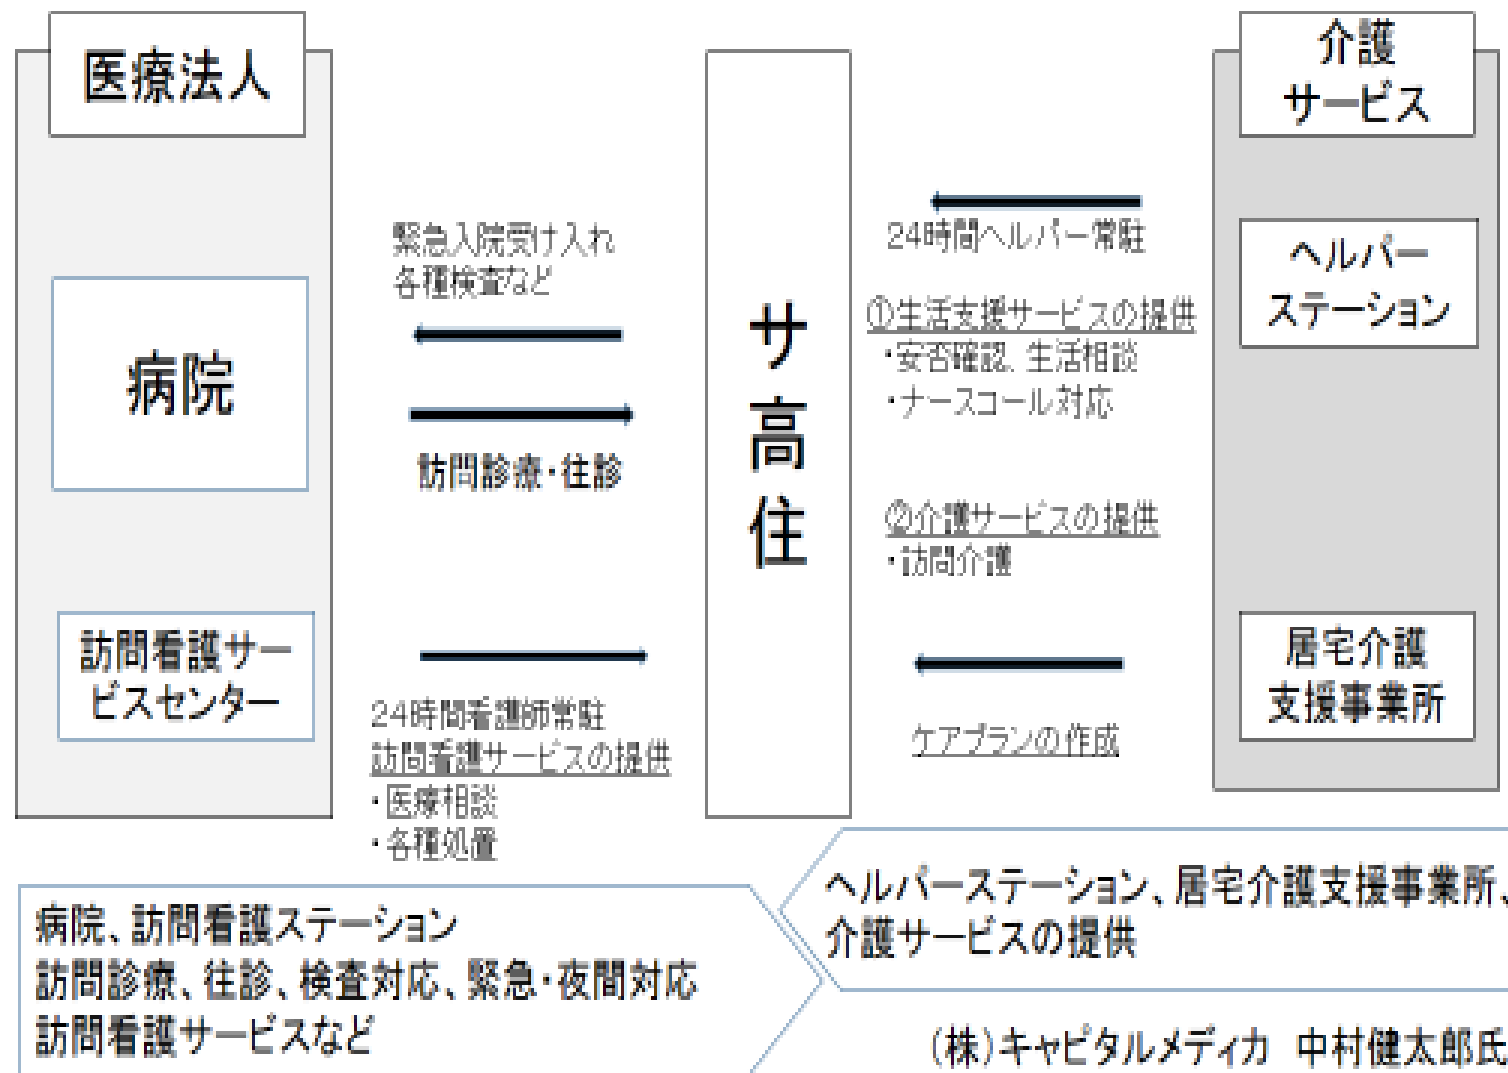 医療法人
病院
訪問看護サー
ビスセンター
緊急入院受け入れ
各種検査など
訪問診療・往診
24時間看護師常駐
訪問看護サービスの提供
・医療相談
・各種処置
サ高住
介護
サービス
24時間ヘルパー常駐
①生活支援サービスの提供
・安否確認、生活相談
・ナースコール対応
②介護サービスの提供
・訪問介護
ケアプランの作成
ヘルパー
ステーション
居宅介護
支援事業所
病院、訪問看護ステーション
訪問診療、往診、検査対応、緊急・夜間対応
訪問看護サービスなど
ヘルパーステーション、居宅介護支援事業所、
介護サービスの提供
(株)キャピタルメディカ 中村健太郎氏